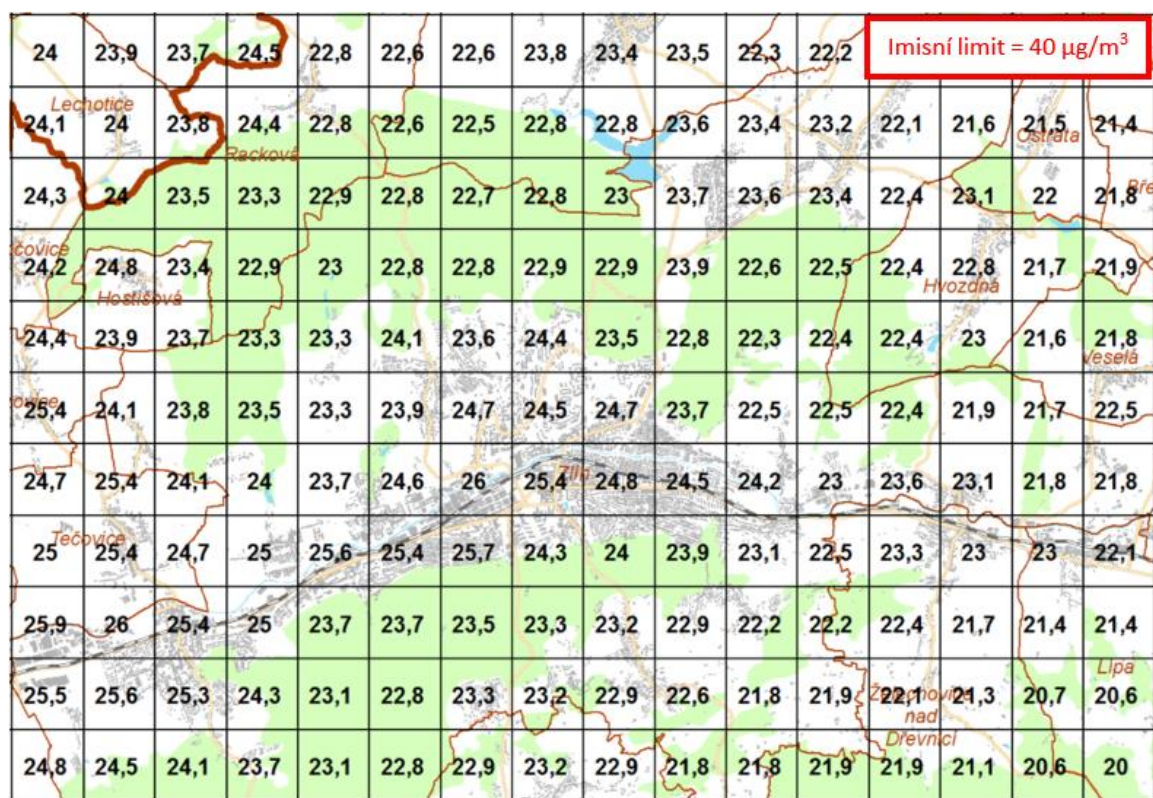 24 23,9 23,7 24,5 22,8 22,6 22,6 23,8 23,4 23,5 22,3 22,2
Imisní limit = 40 µg/m³
Lechotice
24,1 24 23,8 24,4 22,8 22,6 22,5 22,8 22,8 23,6 23,4 23,2 22,1 21,6 21,5 21,4
Ostrata
Racková
24,3 24 23,5 23,3 22,9 22,8 22,7 22,8 23 23,7 23,6 23,4 22,4 23,1 22 21,8
Bře
čovice
24,2 24,8 23,4 22,9 23 22,8 22,8 22,9 22,9 23,9 22,6 22,5 22,4 22,8 21,7 21,9
Hostišová
Hvozdná
24,4 23,9 23,7 23,3 23,3 24,1 23,6 24,4 23,5 22,8 22,3 22,4 22,4 23 21,6 21,8
Veselá
ovice
25,4 24,1 23,8 23,5 23,3 23,9 24,7 24,5 24,7 23,7 22,5 22,5 22,4 21,9 21,7 22,5
Zlín
24,7 25,4 24,1 24 23,7 24,6 26 25,4 24,8 24,5 24,2 23 23,6 23,1 21,8 21,8
Tečovice
25 25,4 24,7 25 25,6 25,4 25,7 24,3 24 23,9 23,1 22,5 23,3 23 23 22,1
25,9 26 25,4 25 23,7 23,7 23,5 23,3 23,2 22,9 22,2 22,2 22,4 21,7 21,4 21,4
Lípa
25,5 25,6 25,3 24,3 23,1 22,8 23,3 23,2 22,9 22,6 21,8 21,9 22,1 21,3 20,7 20,6
Želechovice
nad
Dřevnicí
24,8 24,5 24,1 23,7 23,1 22,8 22,9 23,2 22,9 21,8 21,8 21,9 21,9 21,1 20,6 20